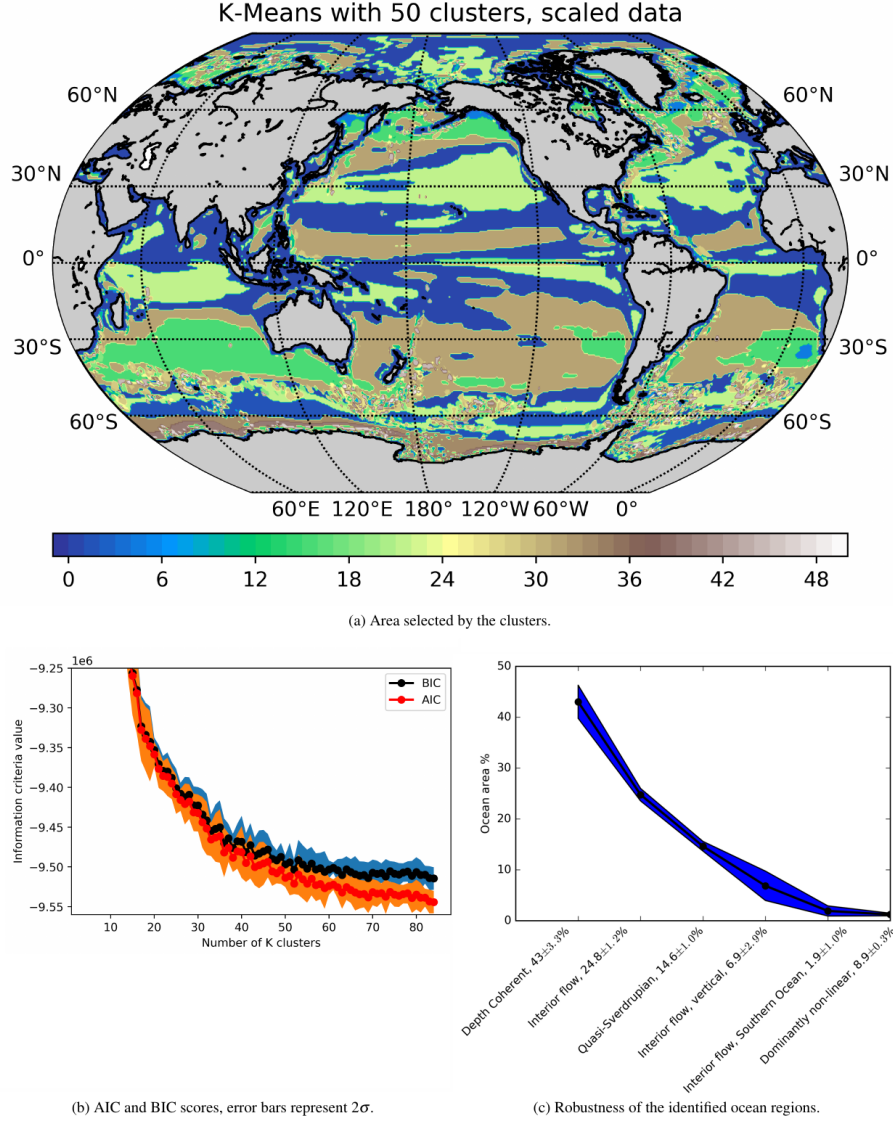 K-Means with 50 clusters, scaled data
60°N 60°N
30°N 30°N
0° 0°
30°S 30°S
60°S 60°S
60°E 120°E 180° 120°W 60°W 0°
0 6 12 18 24 30 36 42 48
(a) Area selected by the clusters.
1e6
−9.25
−9.30
−9.35
−9.40
−9.45
−9.50
−9.55
Information criteria value
BIC
AIC
10 20 30 40 50 60 70 80
Number of K clusters
(b) AIC and BIC scores, error bars represent 2σ.
50
40
30
20
10
0
Ocean area %
Depth Coherent, 43±3.3%
Interior flow, 24.8±1.2%
Quasi-Sverdrupian, 14.6±1.0%
Interior flow, vertical, 6.9±2.9%
Interior flow, Southern Ocean, 1.9±1.0%
Dominantly non-linear, 8.9±0.3%
(c) Robustness of the identified ocean regions.